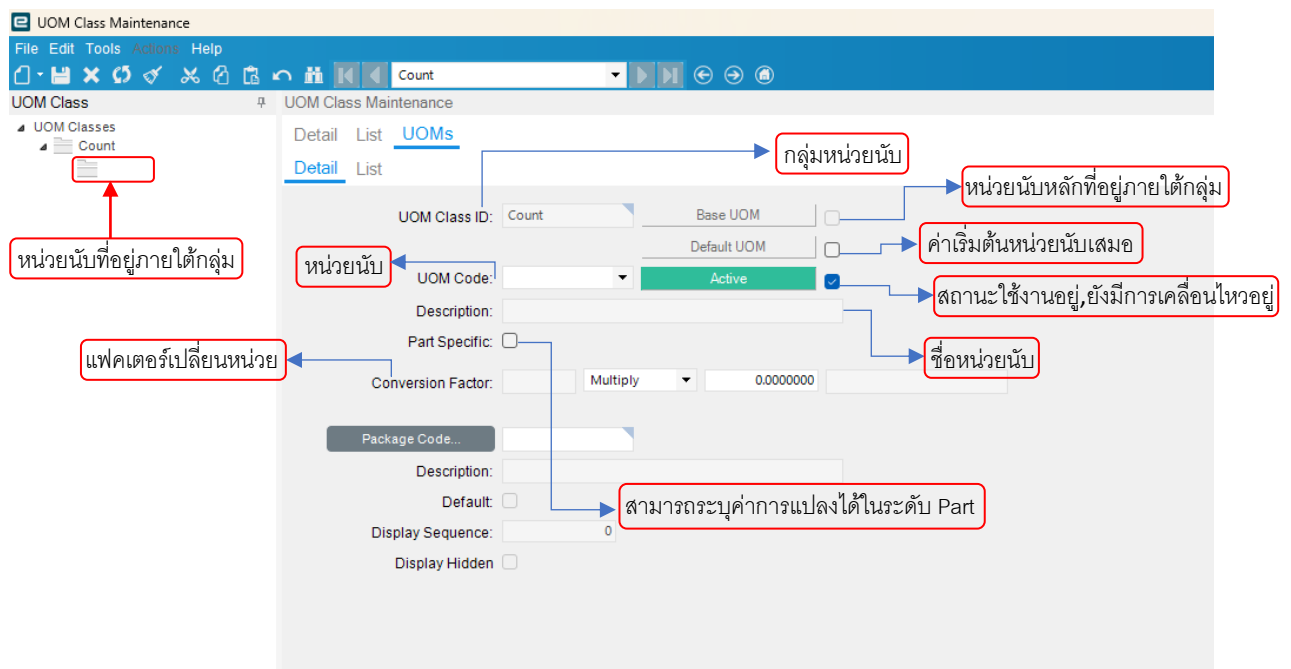 UOM Class Maintenance
File Edit Tools Actions Help
Count
UOM Class
UOM Class Maintenance
UOM Classes
Count
Detail List UOMs
Detail List
กลุ่มหน่วยนับ
หน่วยนับหลักที่อยู่ภายใต้กลุ่ม
UOM Class ID: Count Base UOM
Default UOM
ค่าเริ่มต้นหน่วยนับเสมอ
หน่วยนับที่อยู่ภายใต้กลุ่ม
หน่วยนับ
UOM Code: Active
สถานะใช้งานอยู่,ยังมีการเคลื่อนไหวอยู่
Description:
Part Specific:
แฟคเตอร์เปลี่ยนหน่วย
ชื่อหน่วยนับ
Conversion Factor: Multiply 0.0000000
Package Code...
Description:
Default:
สามารถระบุค่าการแปลงได้ในระดับ Part
Display Sequence: 0
Display Hidden